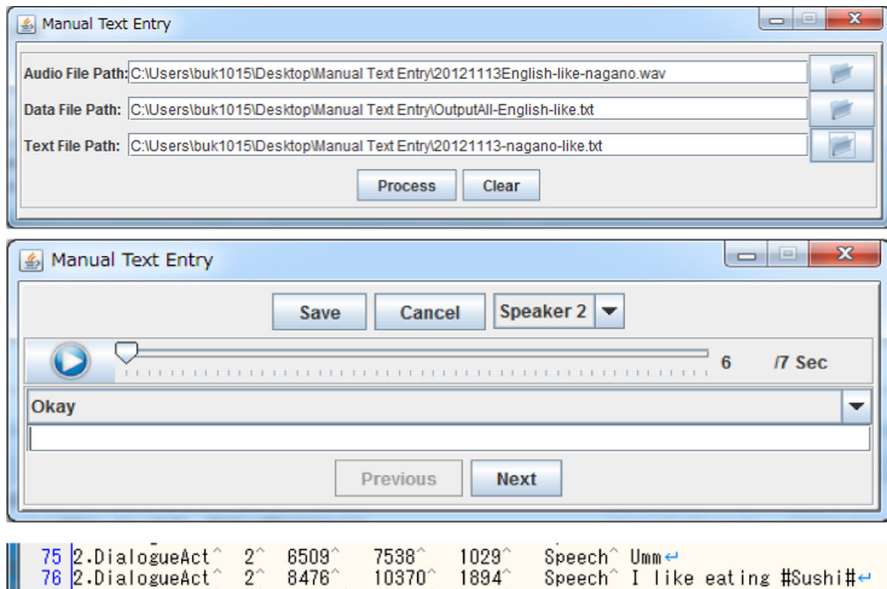 Manual Text Entry
Audio File Path: C:\Users\buk1015\Desktop\Manual Text Entry\20121113English-like-nagano.wav
Data File Path: C:\Users\buk1015\Desktop\Manual Text Entry\OutputAll-English-like.txt
Text File Path: C:\Users\buk1015\Desktop\Manual Text Entry\20121113-nagano-like.txt
Process Clear
Manual Text Entry
Save Cancel Speaker 2
6 /7 Sec
Okay
Previous Next
75 2.DialogueAct^ 2^ 6509^ 7538^ 1029^ Speech^ Umm↵
76 2.DialogueAct^ 2^ 8476^ 10370^ 1894^ Speech^ I like eating #Sushi#↵